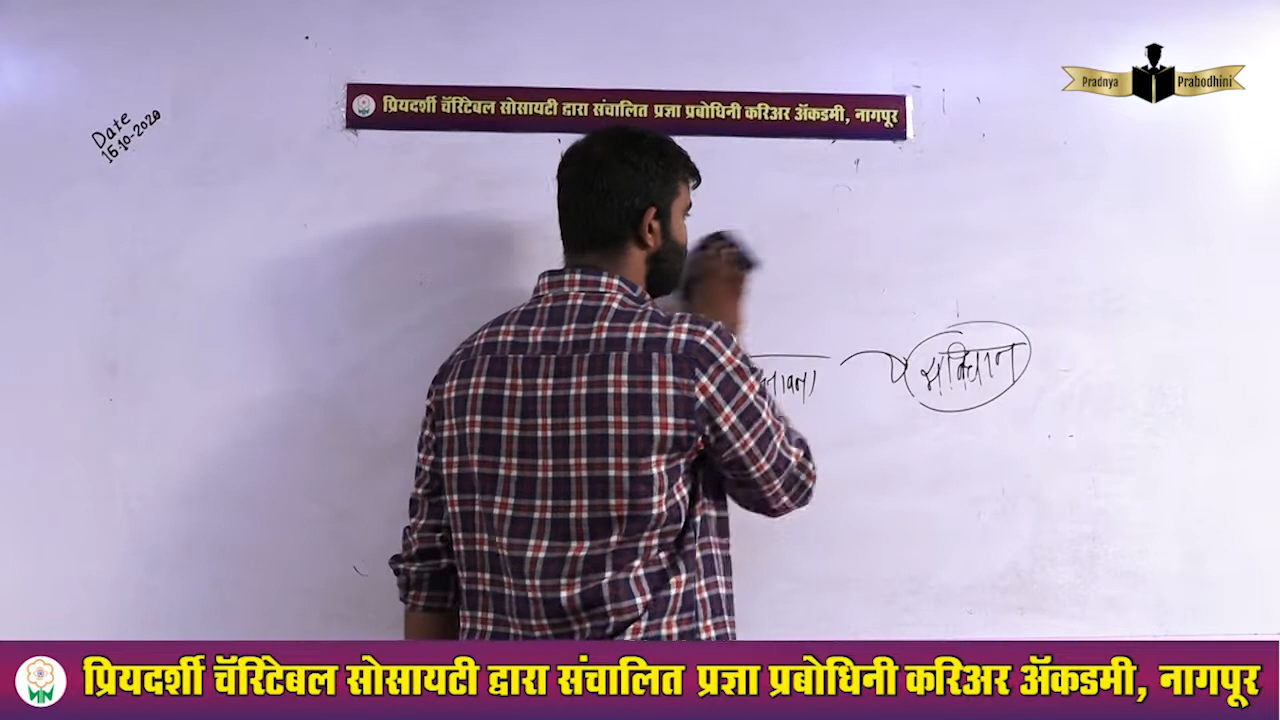 Pradnya Prabodhini
प्रियदर्शी चॅरिटेबल सोसायटी द्वारा संचालित प्रज्ञा प्रबोधिनी करिअर ॲकडमी, नागपूर
Date
15-10-2020
संविधान
प्रियदर्शी चॅरिटेबल सोसायटी द्वारा संचालित प्रज्ञा प्रबोधिनी करिअर ॲकडमी, नागपूर